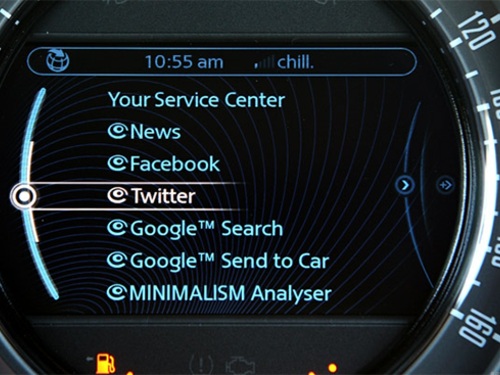 10:55 am chill.
Your Service Center
News
Facebook
Twitter
Google™ Search
Google™ Send to Car
MINIMALISM Analyser
120
160